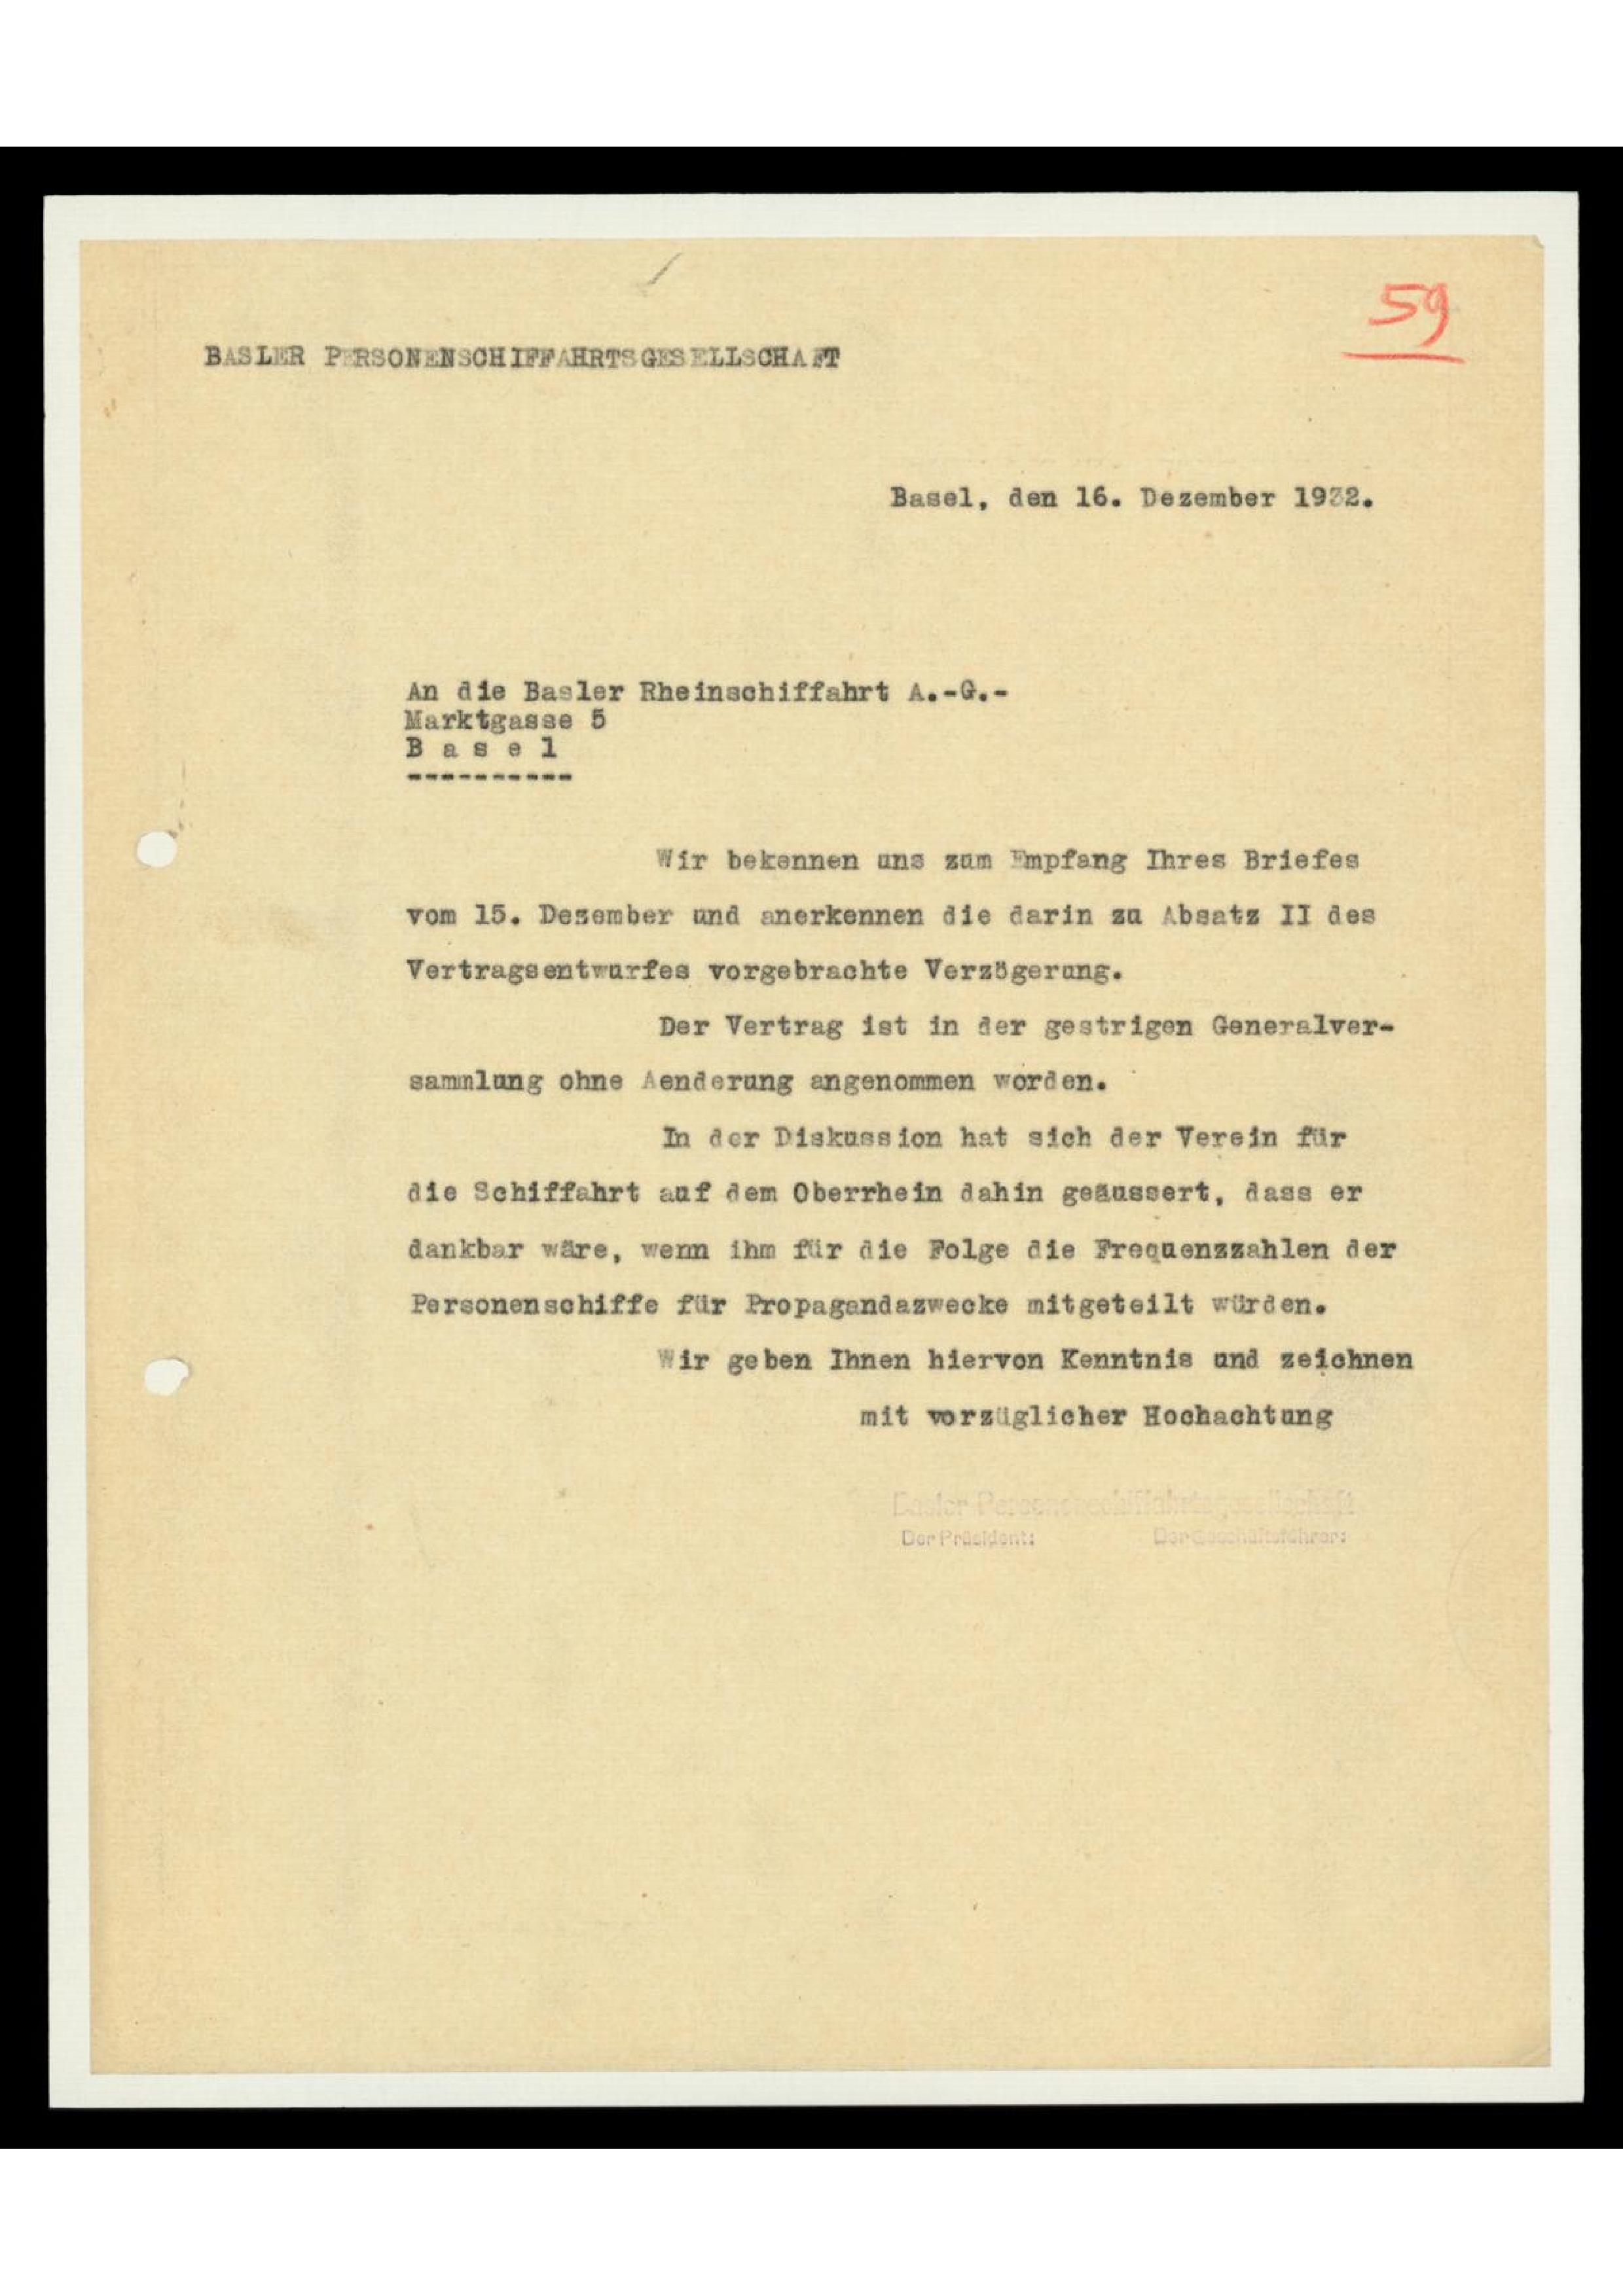 59
BASLER PERSONENSCHIFFAHRTSGESELLSCHAFT
Basel, den 16. Dezember 1932.
An die Basler Rheinschiffahrt A.-G.-
Marktgasse 5
B a s e l
----------
Wir bekennen uns zum Empfang Ihres Briefes
vom 15. Dezember und anerkennen die darin zu Absatz II des
Vertragsentwurfes vorgebrachte Verzögerung.
Der Vertrag ist in der gestrigen Generalver-
sammlung ohne Aenderung angenommen worden.
In der Diskussion hat sich der Verein für
die Schiffahrt auf dem Oberrhein dahin geäussert, dass er
dankbar wäre, wenn ihm für die Folge die Frequenzzahlen der
Personenschiffe für Propagandazwecke mitgeteilt würden.
Wir geben Ihnen hiervon Kenntnis und zeichnen
mit vorzüglicher Hochachtung
Basler Personenschiffahrtsgesellschaft
Der Präsident: Der Geschäftsführer: